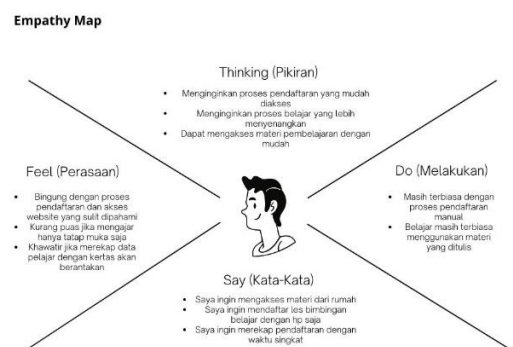 Empathy Map
Thinking (Pikiran)
• Menginginkan proses pendaftaran yang mudah
diakses
• Menginginkan proses belajar yang lebih
menyenangkan
• Dapat mengakses materi pembelajaran dengan
mudah
Feel (Perasaan)
• Bingung dengan proses
pendaftaran dan akses
website yang sulit dipahami
• Kurang puas jika mengajar
hanya tatap muka saja
• Khawatir jika merekap data
pelajar dengan kertas akan
berantakan
Do (Melakukan)
• Masih terbiasa dengan
proses pendaftaran
manual
• Belajar masih terbiasa
menggunakan materi
yang ditulis
Say (Kata-Kata)
• Saya ingin mengakses materi dari rumah
• Saya ingin mendaftar les bimbingan
belajar dengan hp saja
• Saya ingin merekap pendaftaran dengan
waktu singkat